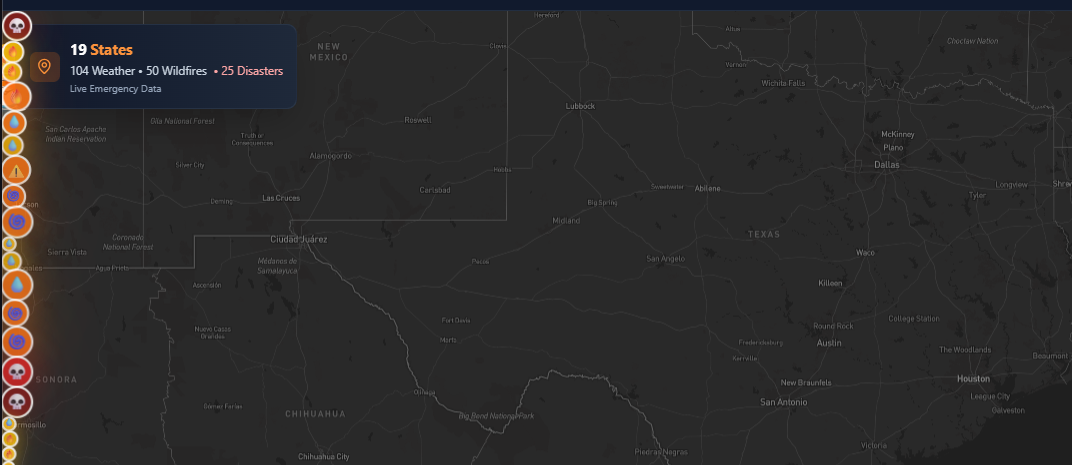 19 States
104 Weather • 50 Wildfires • 25 Disasters
Live Emergency Data
Hereford
NEW
MEXICO
Clovis
Altus
Choctaw Nation
Vernon
Wichita Falls
Lubbock
Gila National Forest
San Carlos Apache
Indian Reservation
Truth or
Consequences
Roswell
McKinney
Plano
Dallas
Alamogordo
Silver City
Hobbs
Carlsbad
Sweetwater
Abilene
Longview
Tyler
Deming
Las Cruces
Big Spring
Midland
Coronado
National Forest
Ciudad Juárez
TEXAS
Sierra Vista
Waco
Médanos de
Samalayuca
Pecos
San Angelo
Agua Prieta
Ascensión
Killeen
Fort Davis
College Station
Nuevo Casas
Grandes
Round Rock
Marfa
Fredericksburg
Austin
The Woodlands
Kerrville
Beaumont
SONORA
Houston
New Braunfels
Ojinaga
League City
San Antonio
Gómez Farías
Galveston
CHIHUAHUA
Big Bend National Park
Victoria
Chihuahua City
Piedras Negras